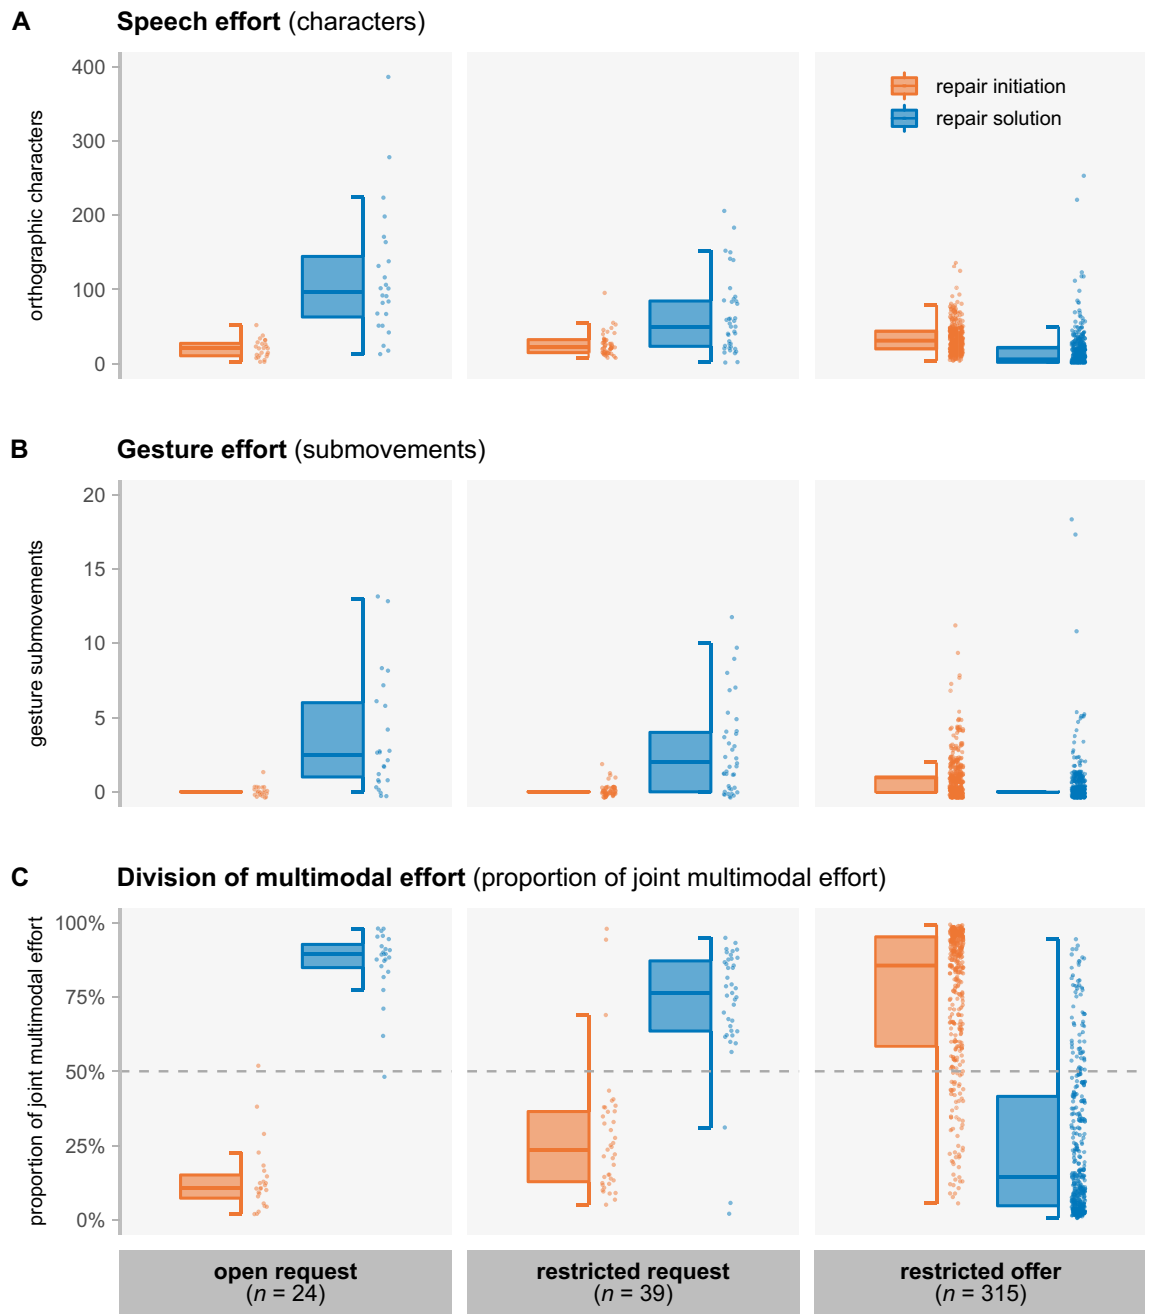 A Speech effort (characters)
orthographic characters
400
300
200
100
0
repair initiation
repair solution
B Gesture effort (submovements)
gesture submovements
20
15
10
5
0
C Division of multimodal effort (proportion of joint multimodal effort)
proportion of joint multimodal effort
100%
75%
50%
25%
0%
open request
(n = 24)
restricted request
(n = 39)
restricted offer
(n = 315)